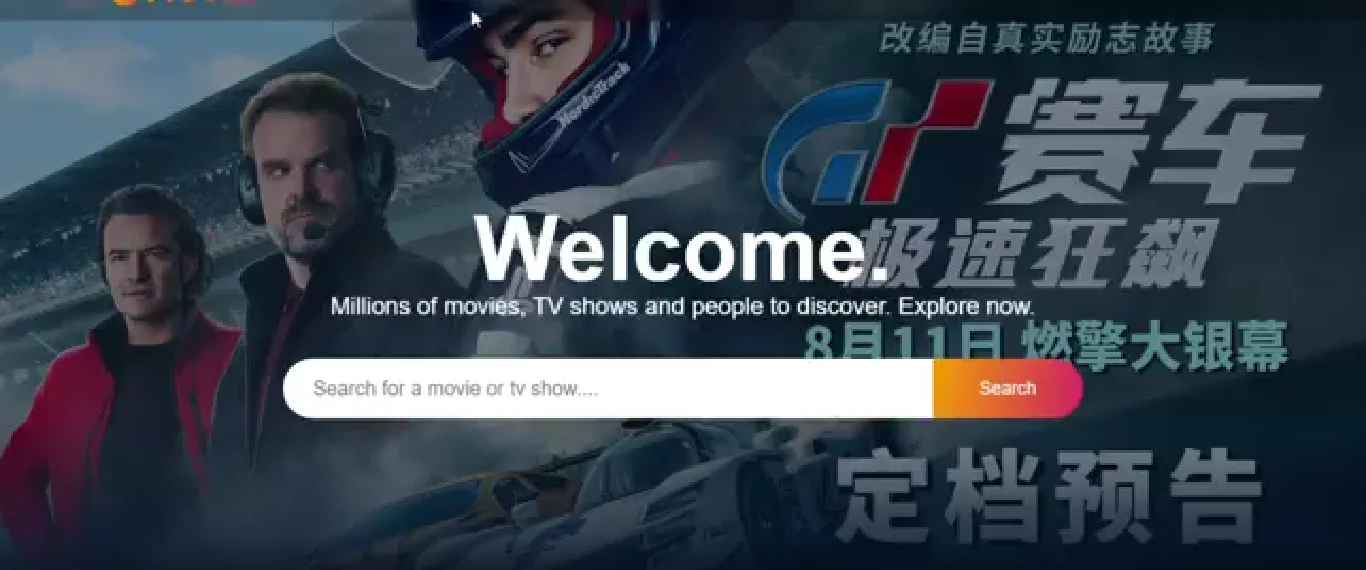 改编自真实励志故事
GT 赛车
极速狂飙
Welcome.
Millions of movies, TV shows and people to discover. Explore now.
8月11日 燃擎大银幕
Search for a movie or tv show....
Search
定档预告